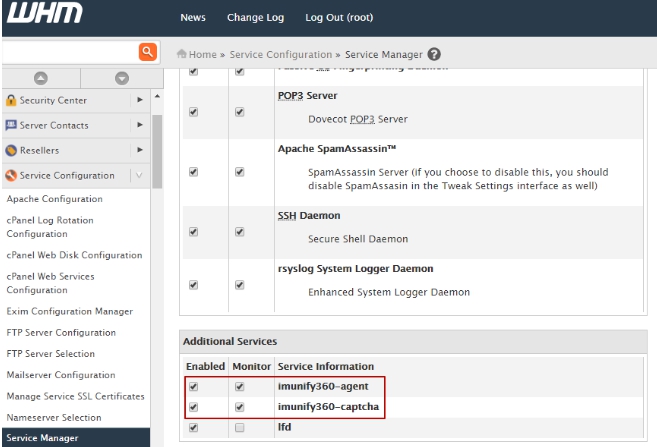 WHM
News Change Log Log Out (root)
Home » Service Configuration » Service Manager ?
Passive OS Fingerprinting Daemon
Security Center
Server Contacts
Resellers
Service Configuration
Apache Configuration
cPanel Log Rotation
Configuration
cPanel Web Disk Configuration
cPanel Web Services
Configuration
Exim Configuration Manager
FTP Server Configuration
FTP Server Selection
Mailserver Configuration
Manage Service SSL Certificates
Nameserver Selection
Service Manager
POP3 Server
Dovecot POP3 Server
Apache SpamAssassin™
SpamAssassin Server (if you choose to disable this, you should
disable SpamAssasin in the Tweak Settings interface as well)
SSH Daemon
Secure Shell Daemon
rsyslog System Logger Daemon
Enhanced System Logger Daemon
Additional Services
Enabled Monitor Service Information
imunify360-agent
imunify360-captcha
lfd